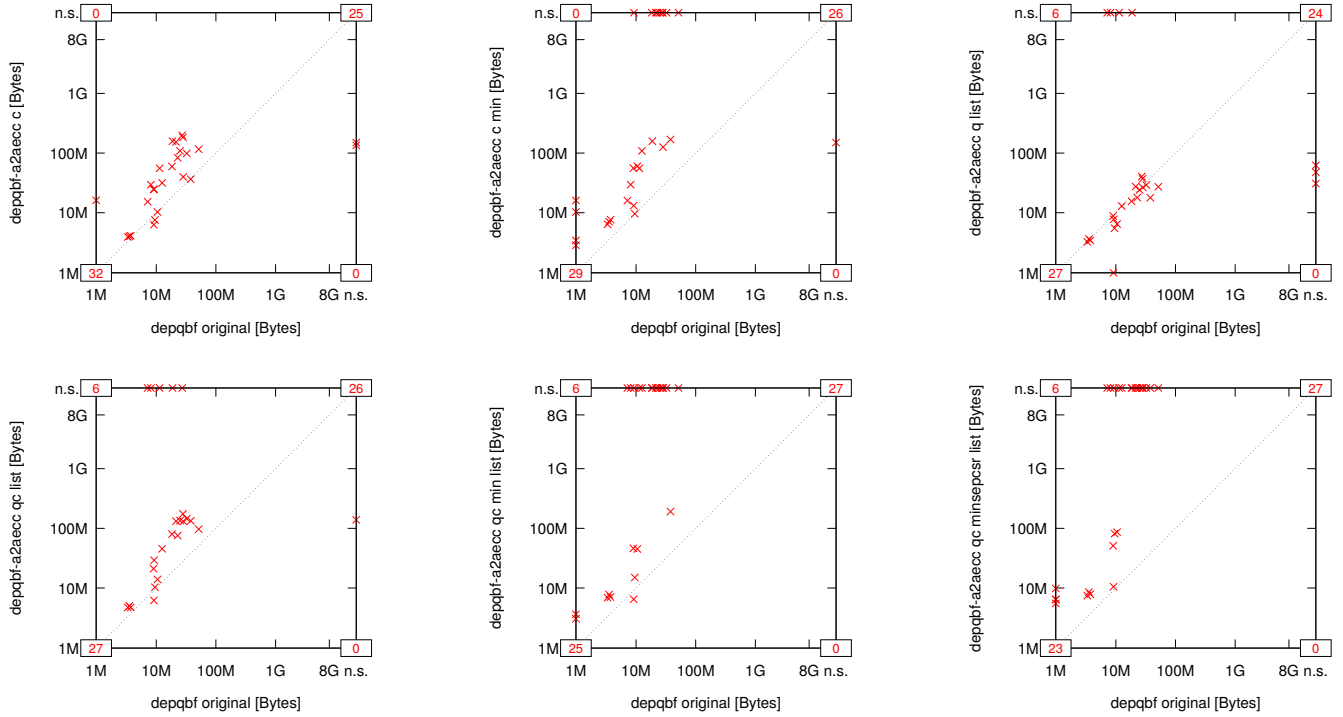 n.s. 0 25
8G
1G
100M
10M
1M 32 0
1M 10M 100M 1G 8G n.s.
depqbf original [Bytes]
depqbf-a2aecc c [Bytes]
n.s. 0 26
8G
1G
100M
10M
1M 29 0
1M 10M 100M 1G 8G n.s.
depqbf original [Bytes]
depqbf-a2aecc c min [Bytes]
n.s. 6 24
8G
1G
100M
10M
1M 27 0
1M 10M 100M 1G 8G n.s.
depqbf original [Bytes]
depqbf-a2aecc q list [Bytes]
n.s. 6 26
8G
1G
100M
10M
1M 27 0
1M 10M 100M 1G 8G n.s.
depqbf original [Bytes]
depqbf-a2aecc qc list [Bytes]
n.s. 6 27
8G
1G
100M
10M
1M 25 0
1M 10M 100M 1G 8G n.s.
depqbf original [Bytes]
depqbf-a2aecc qc min list [Bytes]
n.s. 6 27
8G
1G
100M
10M
1M 23 0
1M 10M 100M 1G 8G n.s.
depqbf original [Bytes]
depqbf-a2aecc qc minsepcsr list [Bytes]